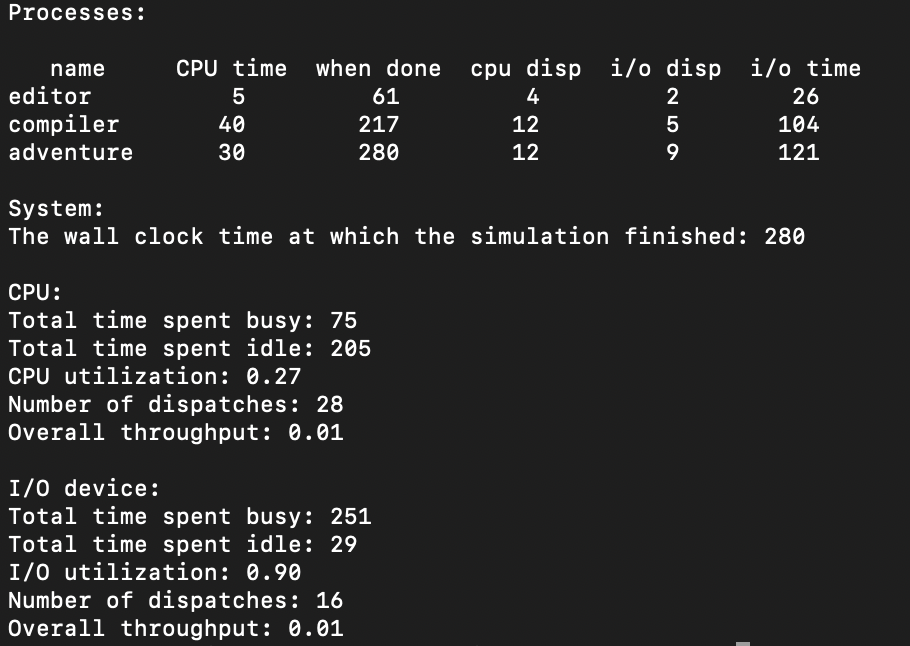 Processes:
name CPU time when done cpu disp i/o disp i/o time
editor 5 61 4 2 26
compiler 40 217 12 5 104
adventure 30 280 12 9 121
System:
The wall clock time at which the simulation finished: 280
CPU:
Total time spent busy: 75
Total time spent idle: 205
CPU utilization: 0.27
Number of dispatches: 28
Overall throughput: 0.01
I/O device:
Total time spent busy: 251
Total time spent idle: 29
I/O utilization: 0.90
Number of dispatches: 16
Overall throughput: 0.01